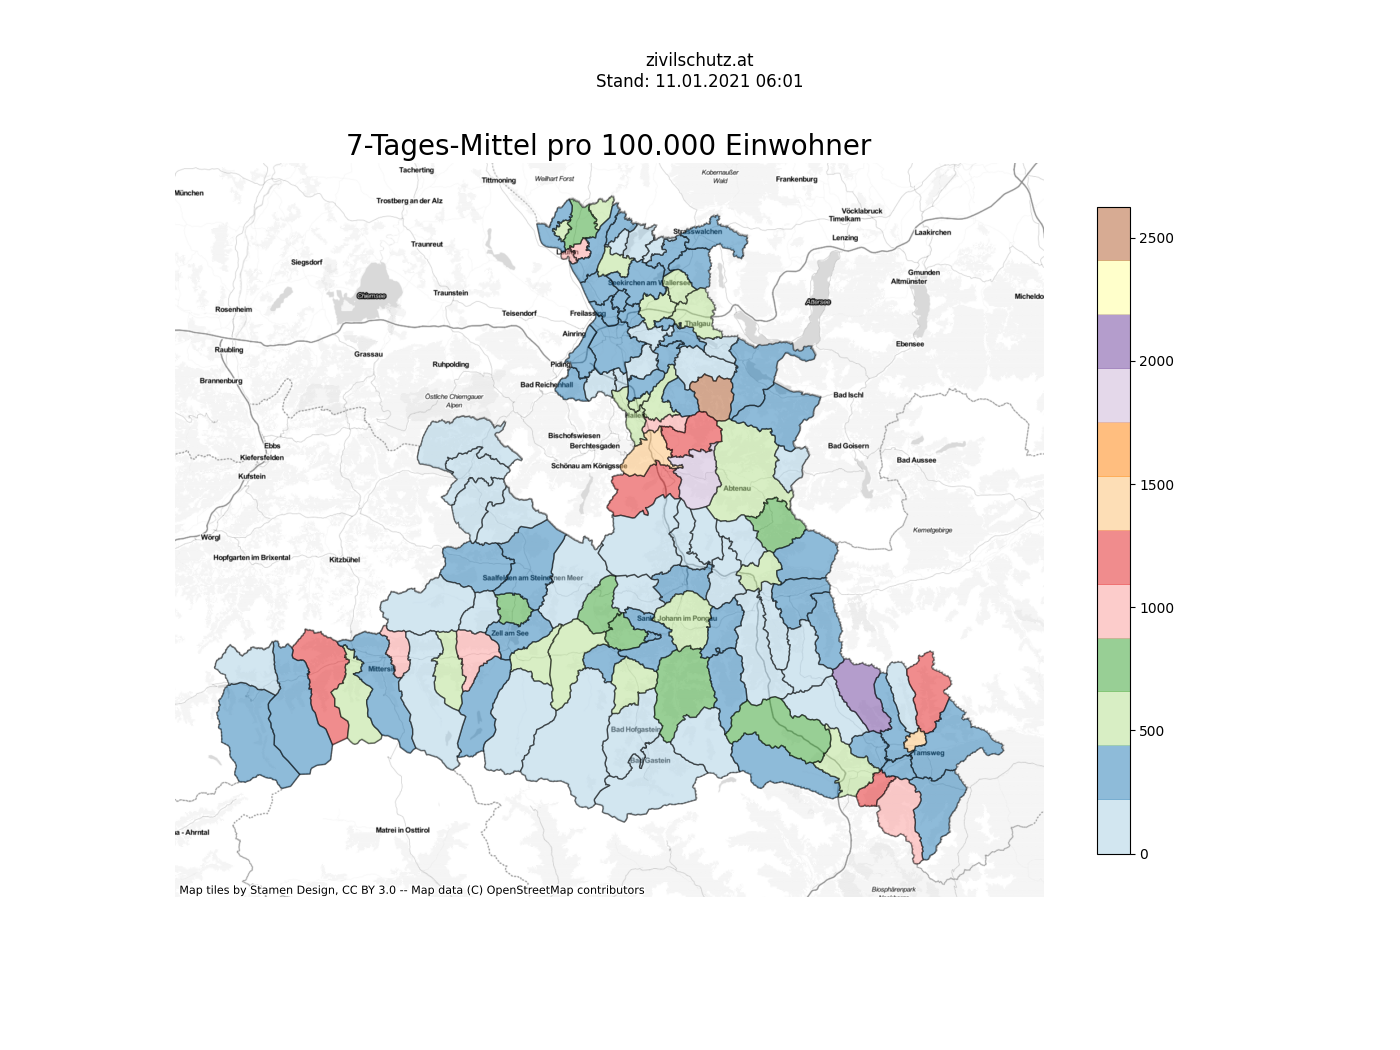 zivilschutz.at
Stand: 11.01.2021 06:01
7-Tages-Mittel pro 100.000 Einwohner
Tacherting
Tittmoning
Weilhart Forst
Kobernaußer
Wald
Frankenburg
München
Trostberg an der Alz
Vöcklabruck
Timelkam
Laakirchen
Strasswalchen
Lenzing
Traunreut
Siegsdorf
Gmunden
Altmünster
Seekirchen am Wallersee
Chiemsee
Traunstein
Attersee
Micheldo
Rosenheim
Teisendorf
Freilassing
Thalgau
Ainring
Ebensee
Raubling
Grassau
Ruhpolding
Piding
Brannenburg
Bad Reichenhall
Östliche Chiemgauer
Alpen
Bad Ischl
Hallein
Bischofswiesen
Berchtesgaden
Ebbs
Kiefersfelden
Bad Goisern
Bad Aussee
Schönau am Königssee
Kufstein
Abtenau
Kemetgebirge
Wörgl
Hopfgarten im Brixental
Kitzbühel
Saalfelden am Steinernen Meer
Sankt Johann im Pongau
Zell am See
Mittersill
Bad Hofgastein
Tamsweg
Bad Gastein
Matrei in Osttirol
a - Ahrntal
Biosphärenpark
Map tiles by Stamen Design, CC BY 3.0 -- Map data (C) OpenStreetMap contributors
2500
2000
1500
1000
500
0